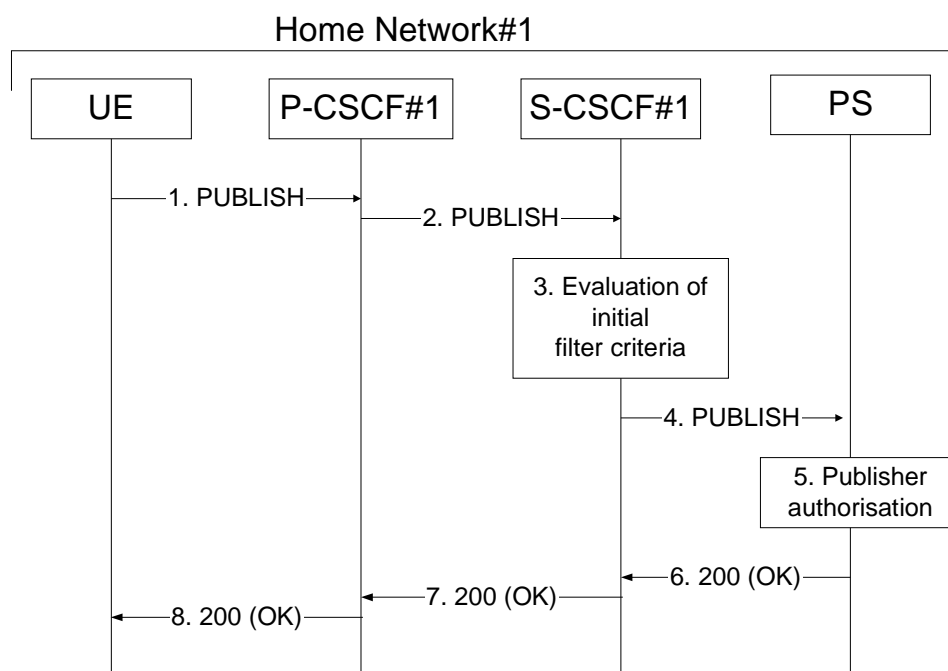 Home Network#1
UE
P-CSCF#1
S-CSCF#1
PS
1. PUBLISH
2. PUBLISH
3. Evaluation of
initial
filter criteria
4. PUBLISH
5. Publisher
authorisation
6. 200 (OK)
7. 200 (OK)
8. 200 (OK)